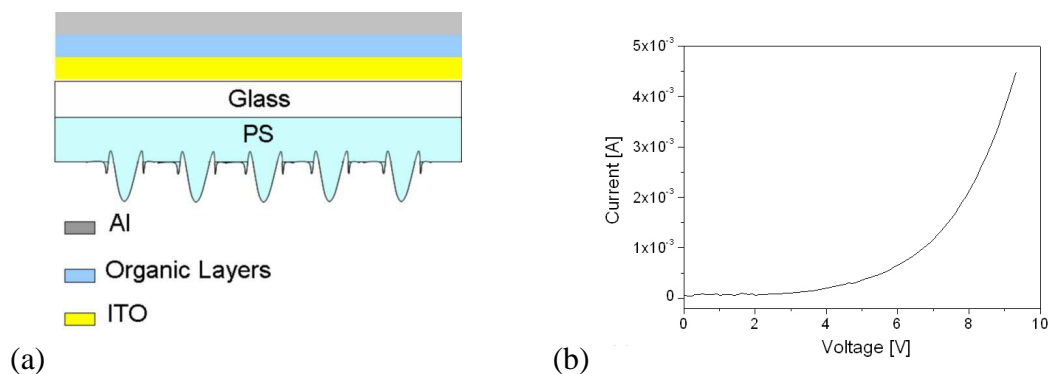 Glass
PS
Al
Organic Layers
ITO
(a)
5x10⁻³
4x10⁻³
3x10⁻³
2x10⁻³
1x10⁻³
0
Current [A]
0 2 4 6 8 10
Voltage [V]
(b)